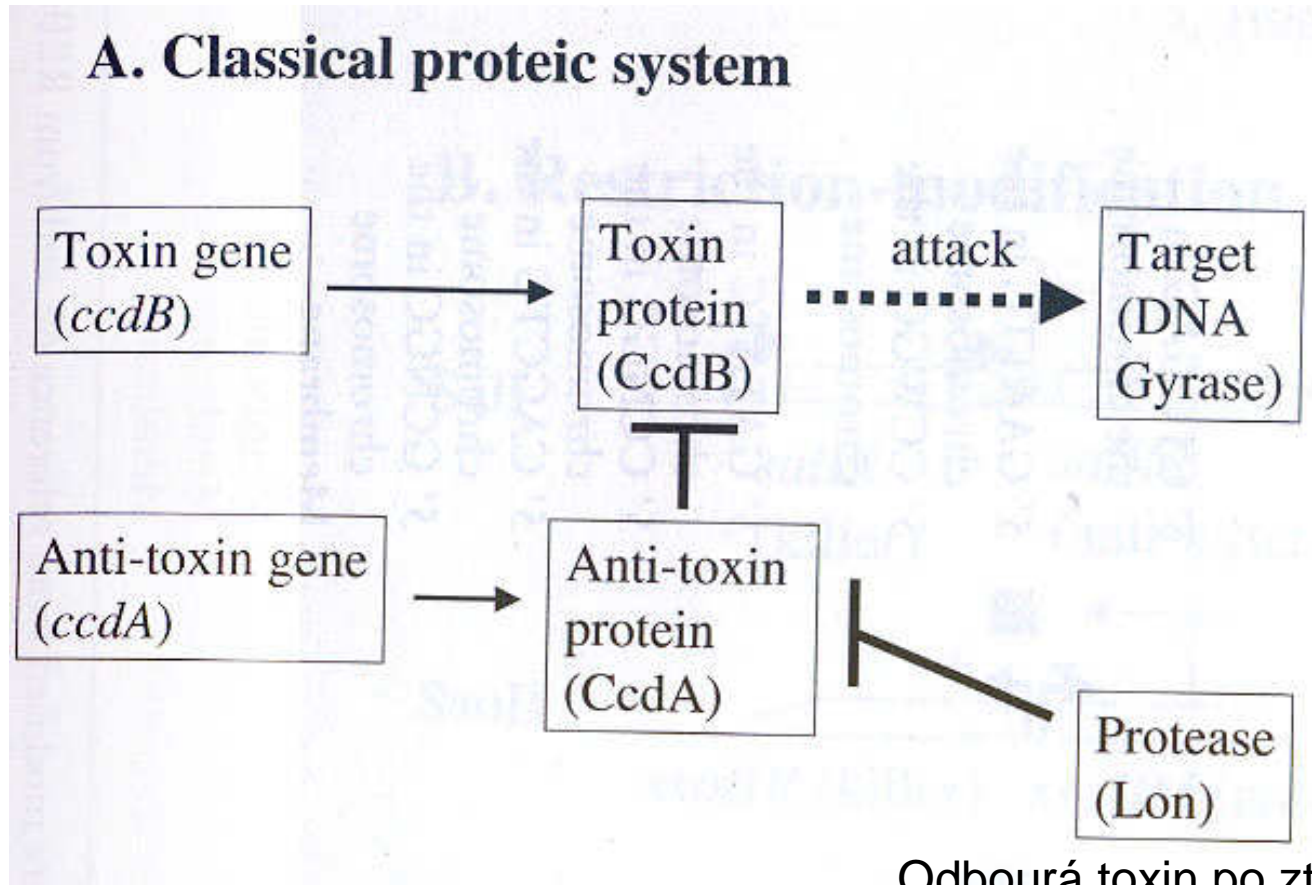 A. Classical proteic system
Toxin gene
(ccdB)
Toxin
protein
(CcdB)
attack
Target
(DNA
Gyrase)
Anti-toxin gene
(ccdA)
Anti-toxin
protein
(CcdA)
Protease
(Lon)
Odbourá toxin po